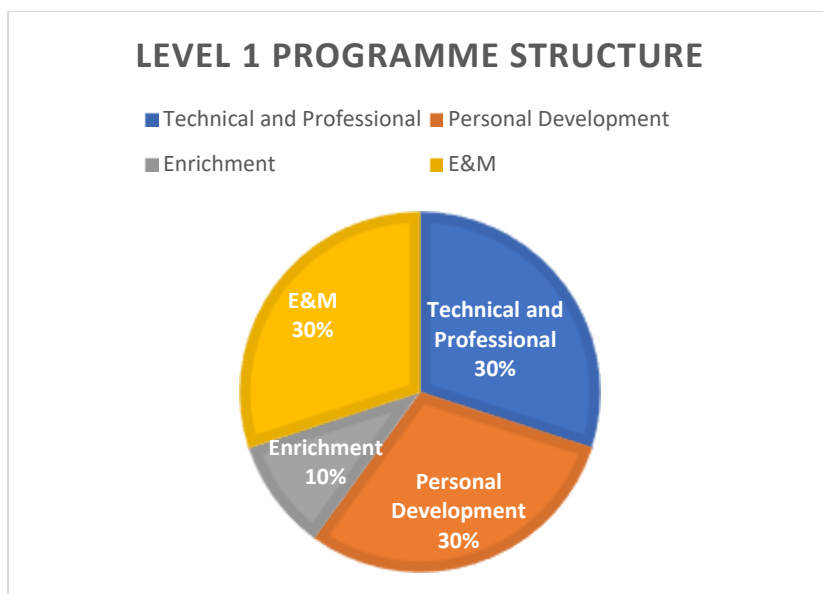 LEVEL 1 PROGRAMME STRUCTURE
Technical and Professional
Personal Development
Enrichment
E&M
E&M
30%
Technical and
Professional
30%
Enrichment
10%
Personal
Development
30%